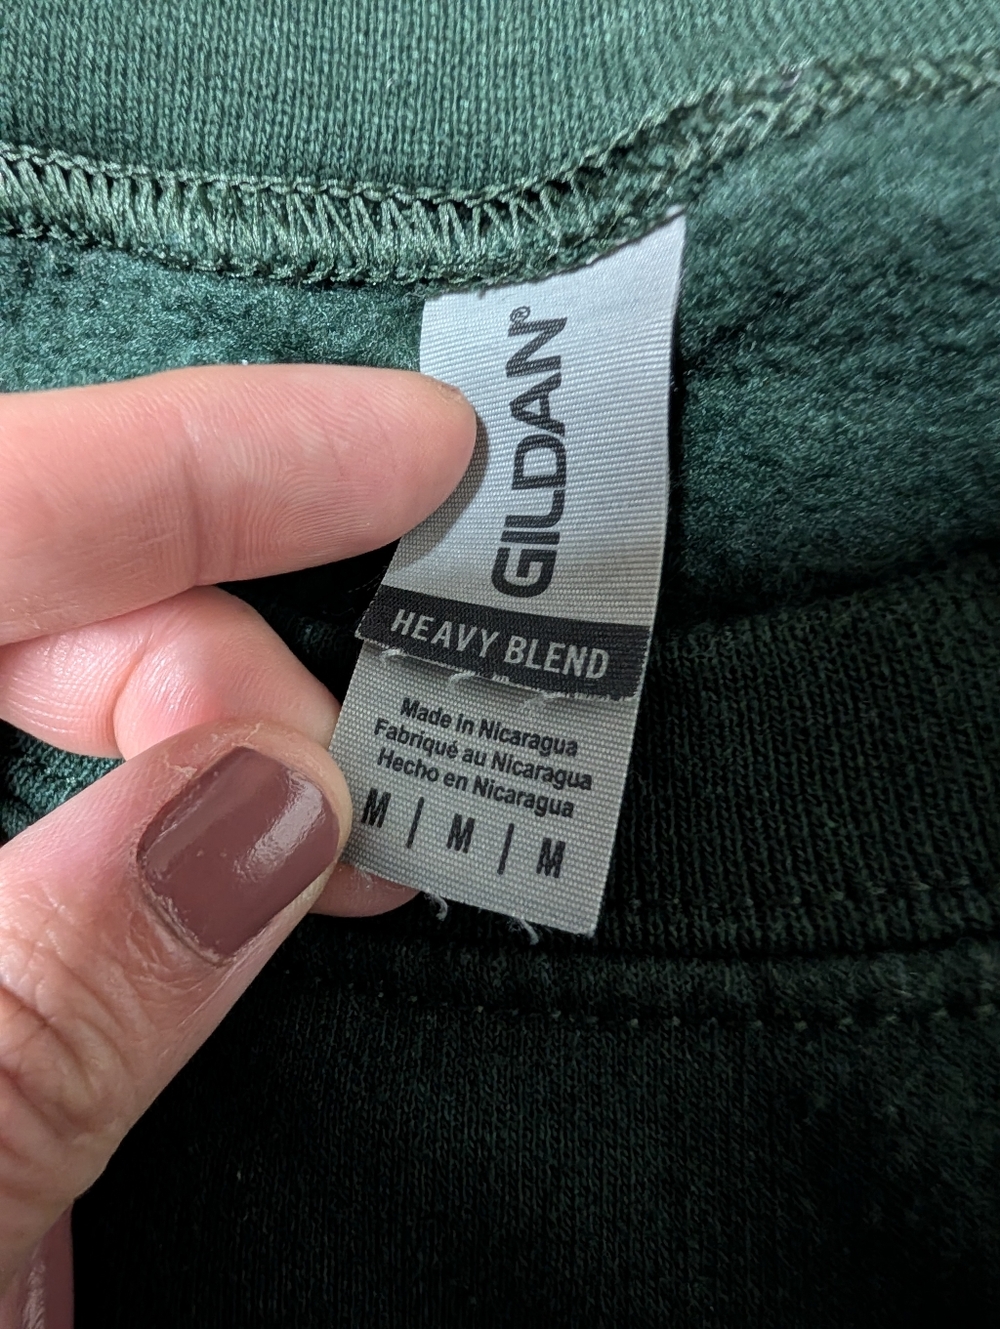 GILDAN®
HEAVY BLEND
Made in Nicaragua
Fabriqué au Nicaragua
Hecho en Nicaragua
M | M | M